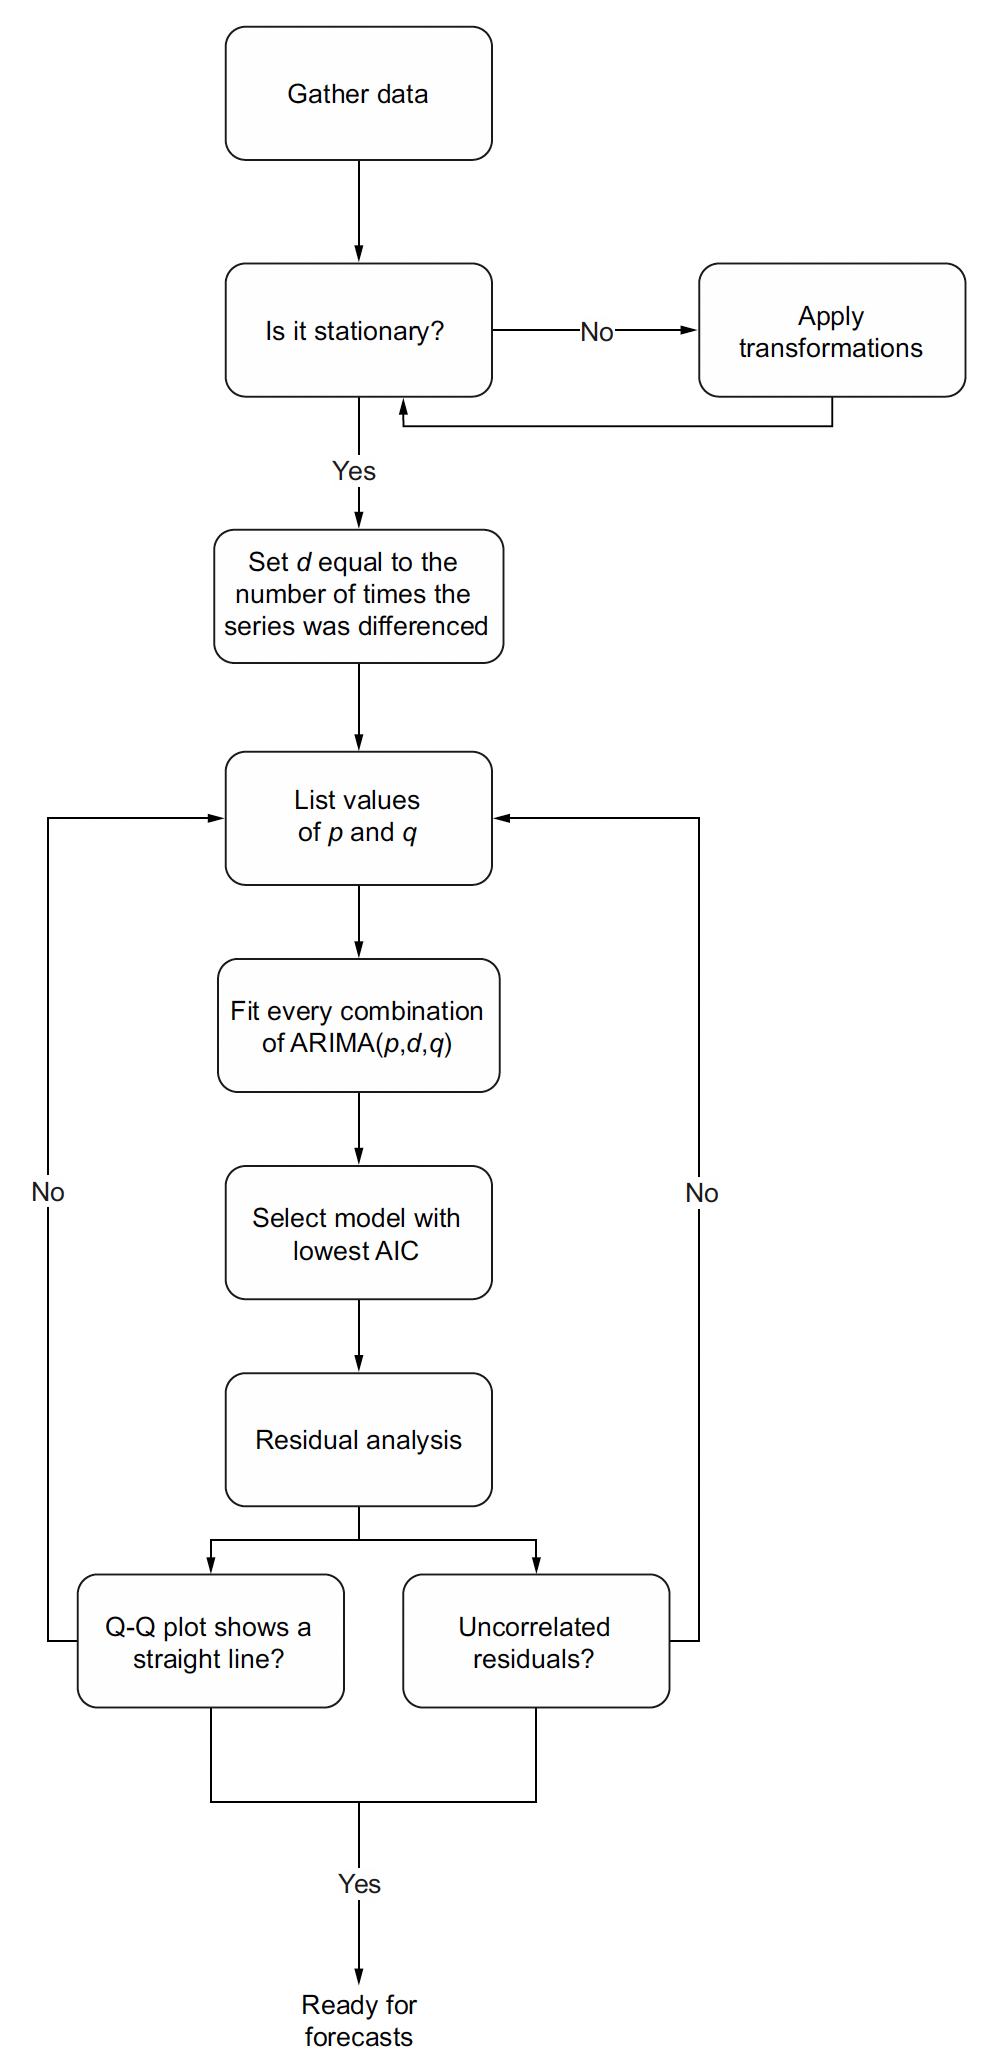 Gather data
Is it stationary?
No
Apply
transformations
Yes
Set d equal to the
number of times the
series was differenced
List values
of p and q
Fit every combination
of ARIMA(p,d,q)
No
No
Select model with
lowest AIC
Residual analysis
Q-Q plot shows a
straight line?
Uncorrelated
residuals?
Yes
Ready for
forecasts